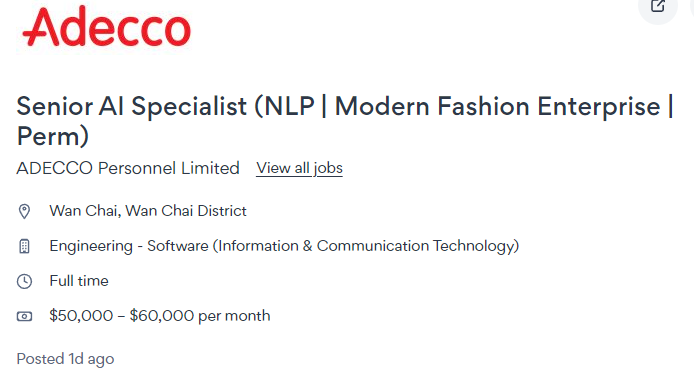 Adecco
Senior AI Specialist (NLP | Modern Fashion Enterprise |
Perm)
ADECCO Personnel Limited View all jobs
Wan Chai, Wan Chai District
Engineering - Software (Information & Communication Technology)
Full time
$50,000 – $60,000 per month
Posted 1d ago